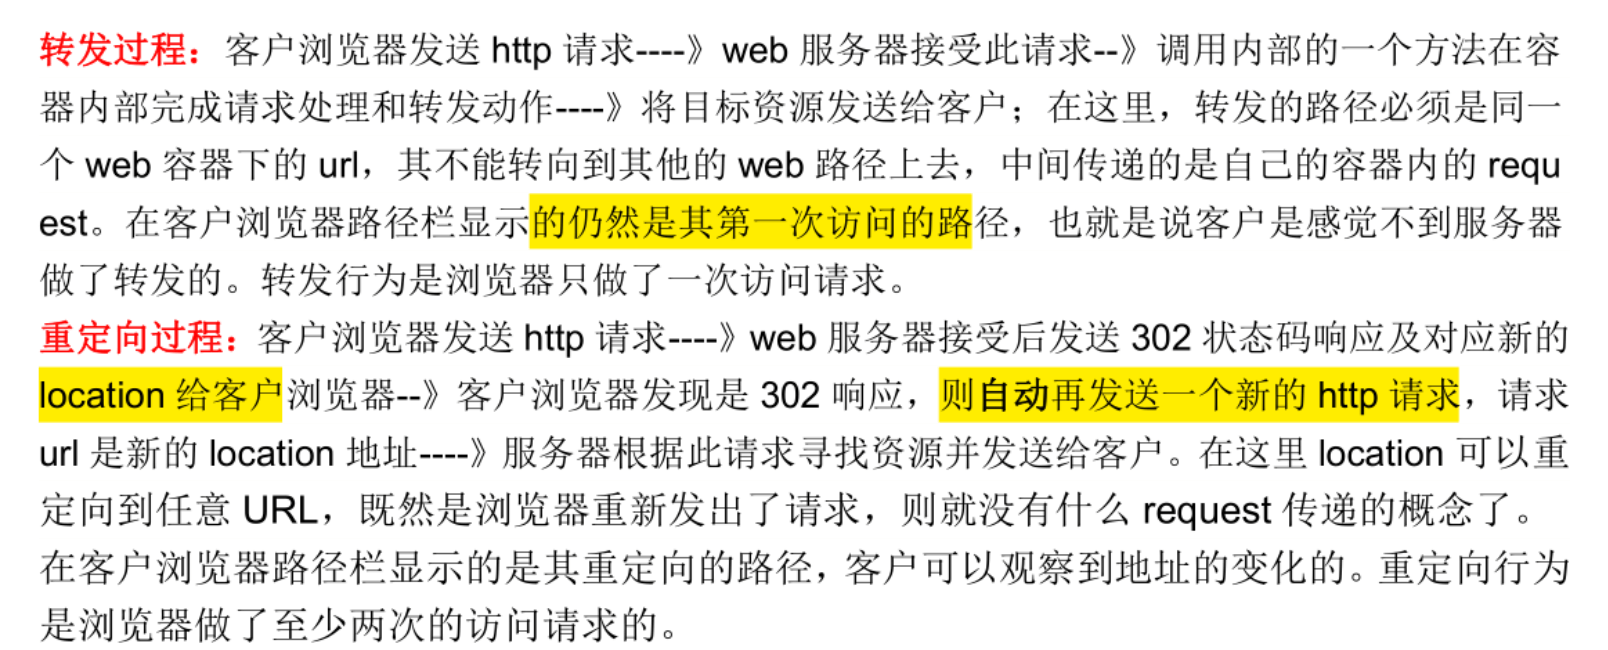 转发过程：客户浏览器发送 http 请求----》web 服务器接受此请求--》调用内部的一个方法在容
器内部完成请求处理和转发动作----》将目标资源发送给客户；在这里，转发的路径必须是同一
个 web 容器下的 url，其不能转向到其他的 web 路径上去，中间传递的是自己的容器内的 requ
est。在客户浏览器路径栏显示的仍然是其第一次访问的路径，也就是说客户是感觉不到服务器
做了转发的。转发行为是浏览器只做了一次访问请求。
重定向过程：客户浏览器发送 http 请求----》web 服务器接受后发送 302 状态码响应及对应新的
location 给客户浏览器--》客户浏览器发现是 302 响应，则自动再发送一个新的 http 请求，请求
url 是新的 location 地址----》服务器根据此请求寻找资源并发送给客户。在这里 location 可以重
定向到任意 URL，既然是浏览器重新发出了请求，则就没有什么 request 传递的概念了。
在客户浏览器路径栏显示的是其重定向的路径，客户可以观察到地址的变化的。重定向行为
是浏览器做了至少两次的访问请求的。